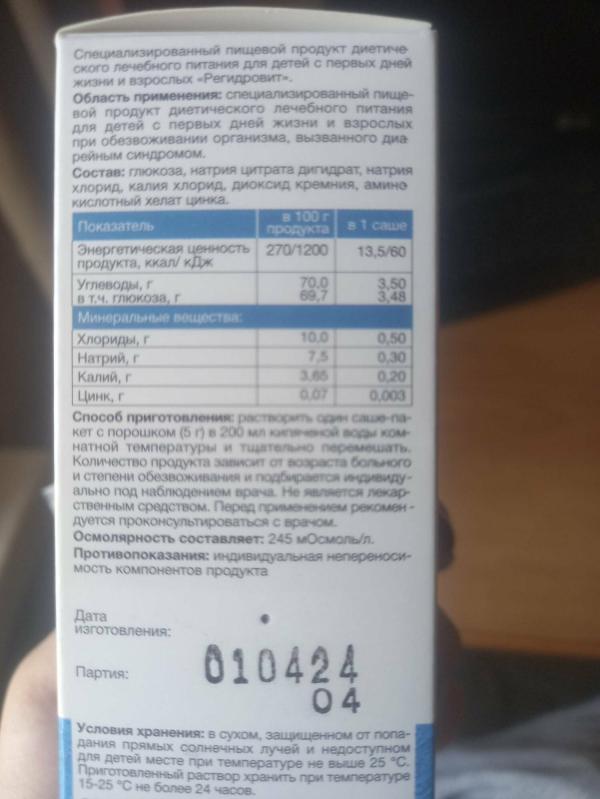 Специализированный пищевой продукт диетиче-
ского лечебного питания для детей с первых дней
жизни и взрослых «Регидровит».
Область применения: специализированный пище-
вой продукт диетического лечебного питания
для детей с первых дней жизни и взрослых
при обезвоживании организма, вызванного диа-
рейным синдромом.
Состав: глюкоза, натрия цитрата дигидрат, натрия
хлорид, калия хлорид, диоксид кремния, амино-
кислотный хелат цинка.
Показатель в 100 г продукта в 1 саше
Энергетическая ценность
продукта, ккал/ кДж 270/1200 13,5/60
Углеводы, г 70,0 3,50
в т.ч. глюкоза, г 69,7 3,48
Минеральные вещества:
Хлориды, г 10,0 0,50
Натрий, г 7,5 0,30
Калий, г 3,65 0,20
Цинк, г 0,07 0,003
Способ приготовления: растворить один саше-па-
кет с порошком (5 г) в 200 мл кипяченой воды ком-
натной температуры и тщательно перемешать.
Количество продукта зависит от возраста больного
и степени обезвоживания и подбирается индивиду-
ально под наблюдением врача. Не является лекар-
ственным средством. Перед применением рекомен-
дуется проконсультироваться с врачом.
Осмолярность составляет: 245 мОсмоль/л.
Противопоказания: индивидуальная непереноси-
мость компонентов продукта
Дата
изготовления:
Партия: 010424
04
Условия хранения: в сухом, защищенном от попа-
дания прямых солнечных лучей и недоступном
для детей месте при температуре не выше 25 °С.
Приготовленный раствор хранить при температуре
15-25 °С не более 24 часов.